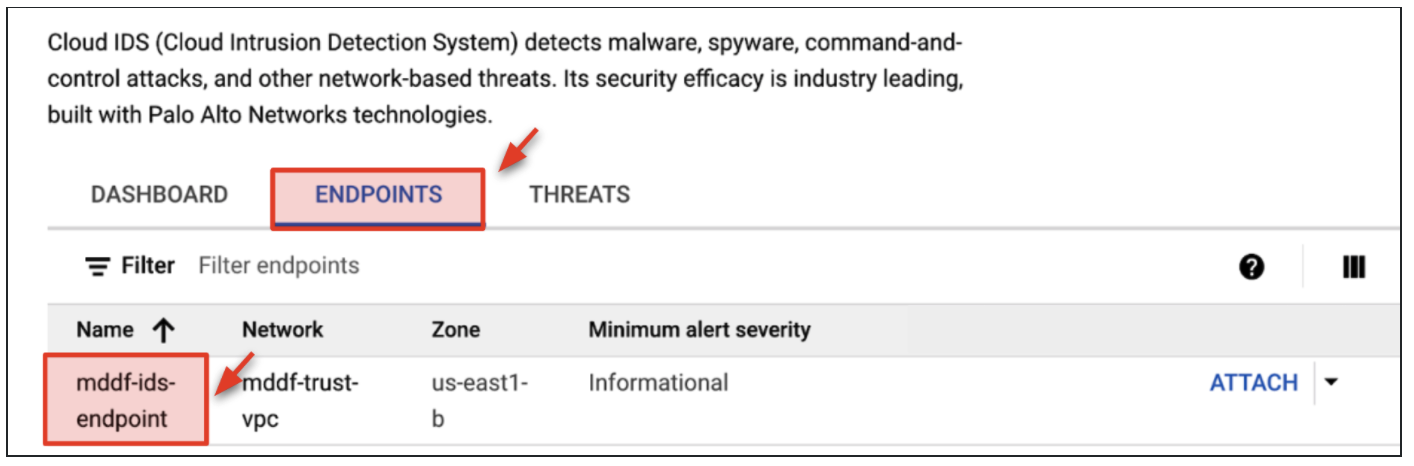 Cloud IDS (Cloud Intrusion Detection System) detects malware, spyware, command-and-
control attacks, and other network-based threats. Its security efficacy is industry leading,
built with Palo Alto Networks technologies.
DASHBOARD ENDPOINTS THREATS
Filter Filter endpoints
Name Network Zone Minimum alert severity
mddf-ids- mddf-trust- us-east1- Informational ATTACH
endpoint vpc b